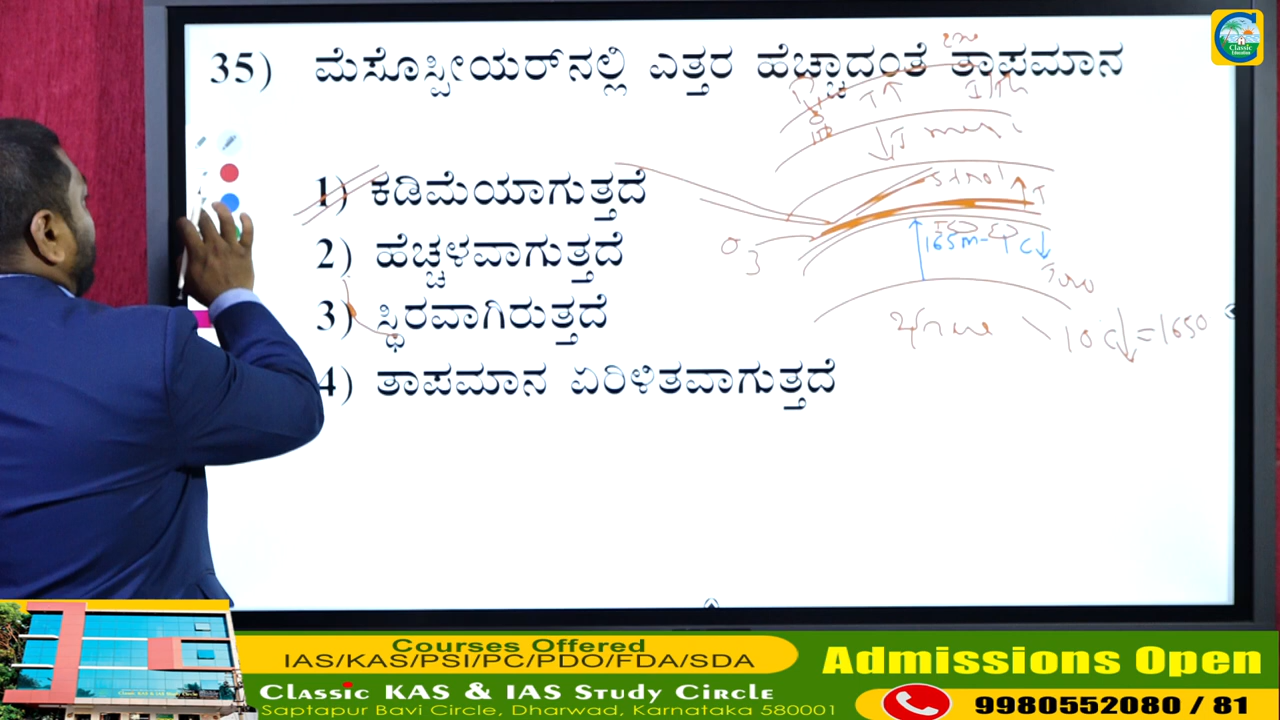 35) ಮೆಸೊಸ್ಪೀಯರ್‌ನಲ್ಲಿ ಎತ್ತರ ಹೆಚ್ಚಾದಂತೆ ತಾಪಮಾನ
1) ಕಡಿಮೆಯಾಗುತ್ತದೆ
2) ಹೆಚ್ಚಳವಾಗುತ್ತದೆ
3) ಸ್ಥಿರವಾಗಿರುತ್ತದೆ
4) ತಾಪಮಾನ ಏರಿಳಿತವಾಗುತ್ತದೆ
O3
165m - 1°C↓
10°C↓=1650
Classic
Education
Courses Offered
IAS/KAS/PSI/PC/PDO/FDA/SDA
Classic KAS & IAS Study Circle
Saptapur Bavi Circle, Dharwad, Karnataka 580001
Admissions Open
9980552080 / 81